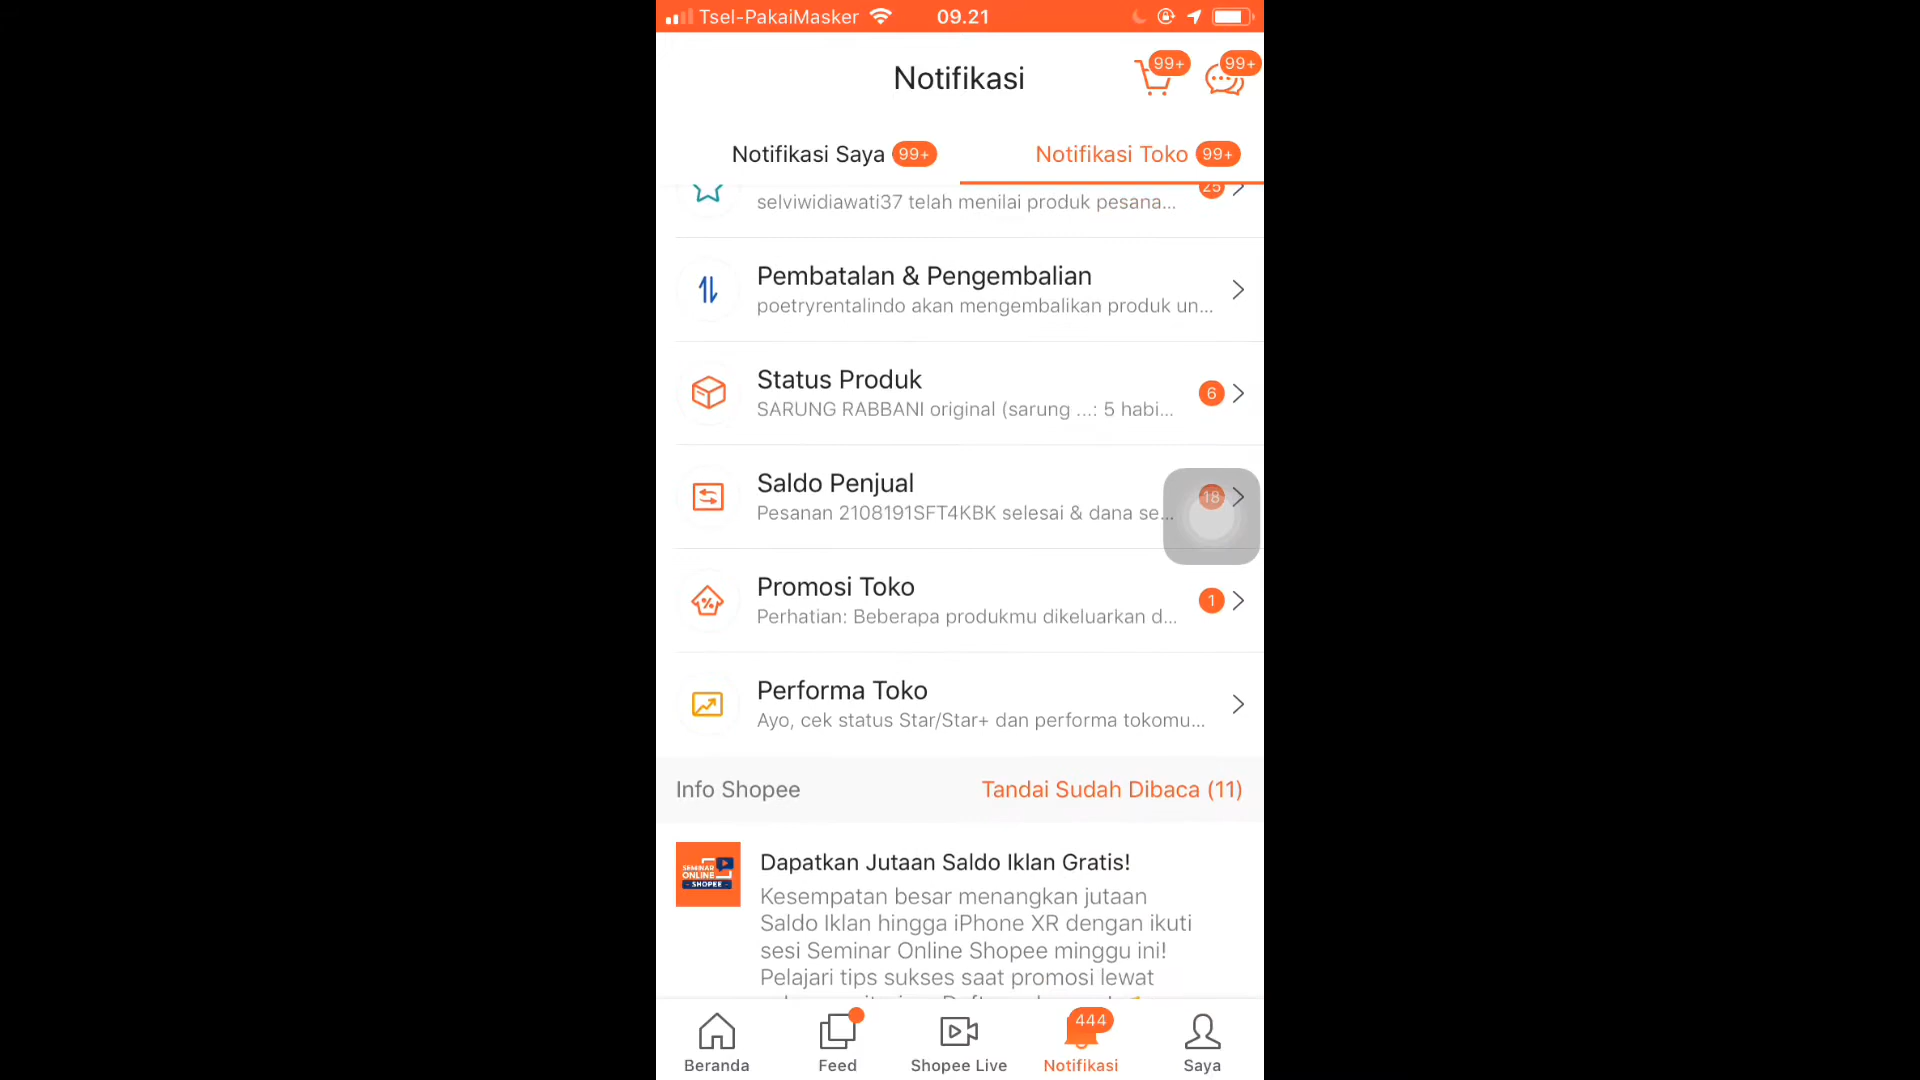 Tsel-PakaiMasker 09.21
Notifikasi 99+ 99+
Notifikasi Saya 99+ Notifikasi Toko 99+
selviwidiawati37 telah menilai produk pesana... 25
Pembatalan & Pengembalian
poetryrentalindo akan mengembalikan produk un...
Status Produk
SARUNG RABBANI original (sarung ...: 5 habi... 6
Saldo Penjual
Pesanan 2108191SFT4KBK selesai & dana se... 18
Promosi Toko
Perhatian: Beberapa produkmu dikeluarkan d... 1
Performa Toko
Ayo, cek status Star/Star+ dan performa tokomu...
Info Shopee Tandai Sudah Dibaca (11)
SEMINAR
ONLINE
- SHOPEE -
Dapatkan Jutaan Saldo Iklan Gratis!
Kesempatan besar menangkan jutaan
Saldo Iklan hingga iPhone XR dengan ikuti
sesi Seminar Online Shopee minggu ini!
Pelajari tips sukses saat promosi lewat
444
Beranda Feed Shopee Live Notifikasi Saya